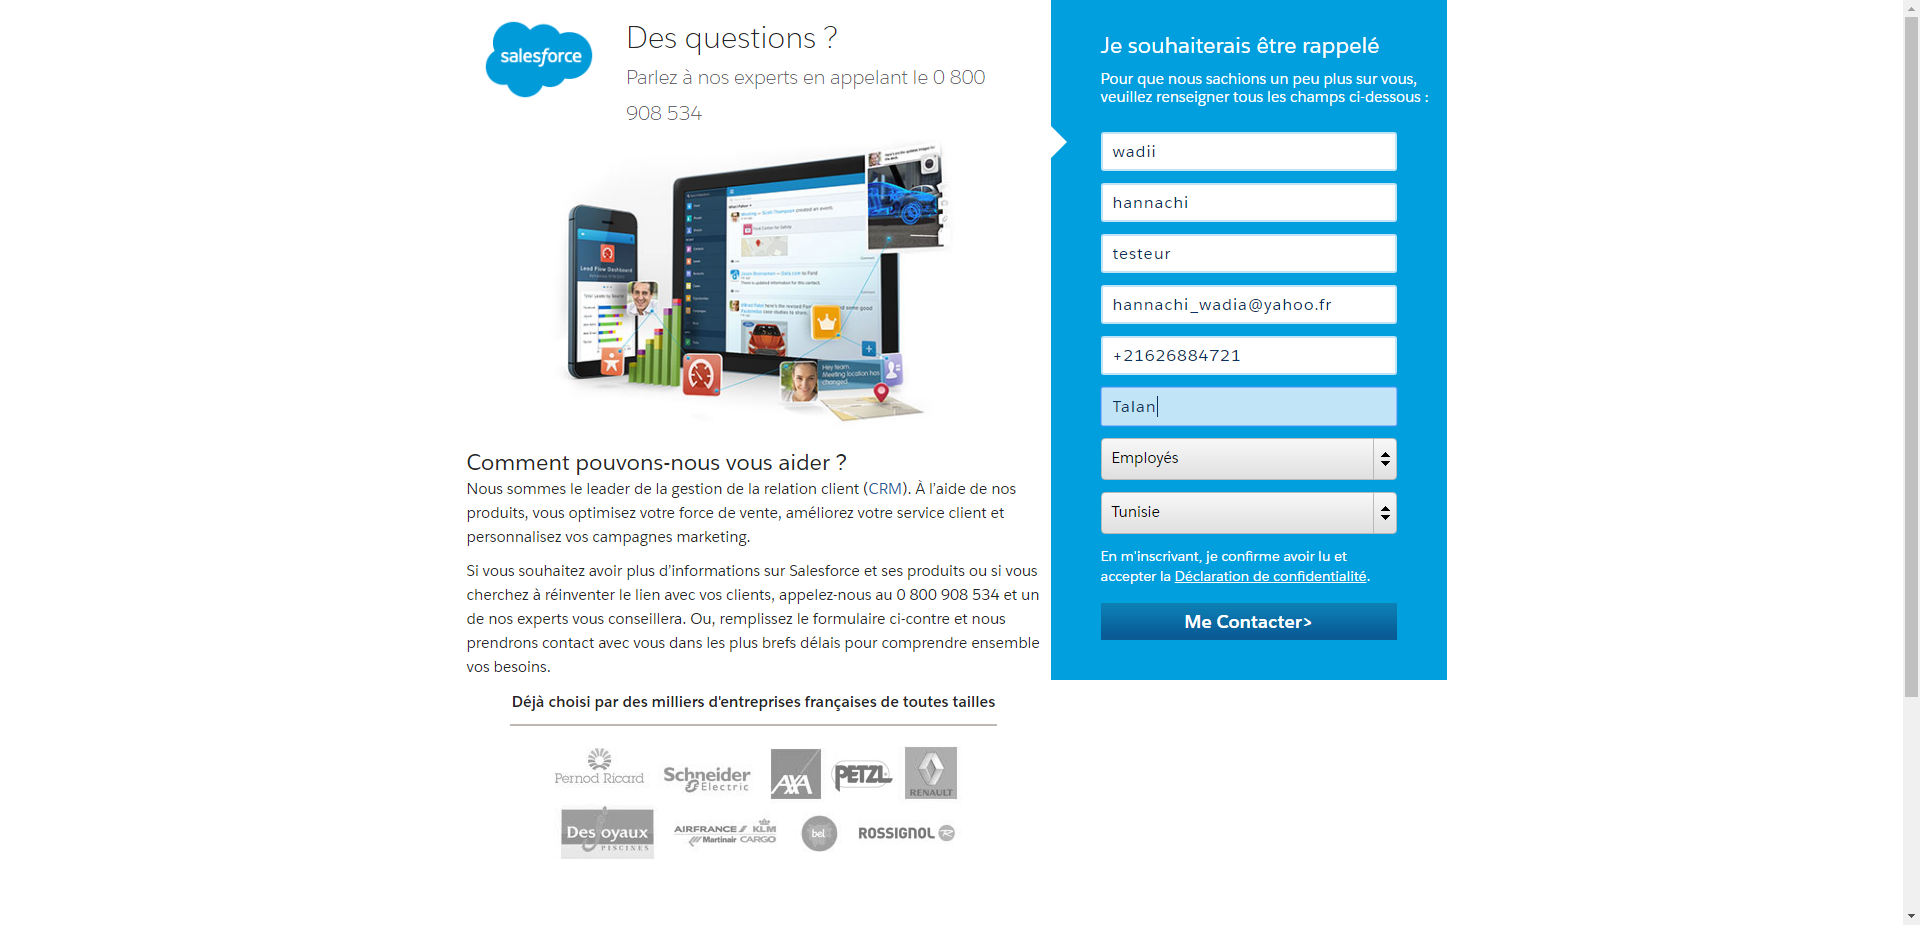 salesforce
Des questions ?
Parlez à nos experts en appelant le 0 800
908 534
Lead Flow Dashboard
Hey team.
Meeting location has
changed.
Comment pouvons-nous vous aider ?
Nous sommes le leader de la gestion de la relation client (CRM). À l’aide de nos
produits, vous optimisez votre force de vente, améliorez votre service client et
personnalisez vos campagnes marketing.
Si vous souhaitez avoir plus d’informations sur Salesforce et ses produits ou si vous
cherchez à réinventer le lien avec vos clients, appelez-nous au 0 800 908 534 et un
de nos experts vous conseillera. Ou, remplissez le formulaire ci-contre et nous
prendrons contact avec vous dans les plus brefs délais pour comprendre ensemble
vos besoins.
Déjà choisi par des milliers d'entreprises françaises de toutes tailles
Pernod Ricard
Schneider
Electric
AXA
PETZL
RENAULT
Desjoyaux
PISCINES
AIRFRANCE KLM
Martinair CARGO
bel
ROSSIGNOL
Je souhaiterais être rappelé
Pour que nous sachions un peu plus sur vous,
veuillez renseigner tous les champs ci-dessous :
wadii
hannachi
testeur
hannachi_wadia@yahoo.fr
+21626884721
Talan
Employés
Tunisie
En m'inscrivant, je confirme avoir lu et
accepter la Déclaration de confidentialité.
Me Contacter>